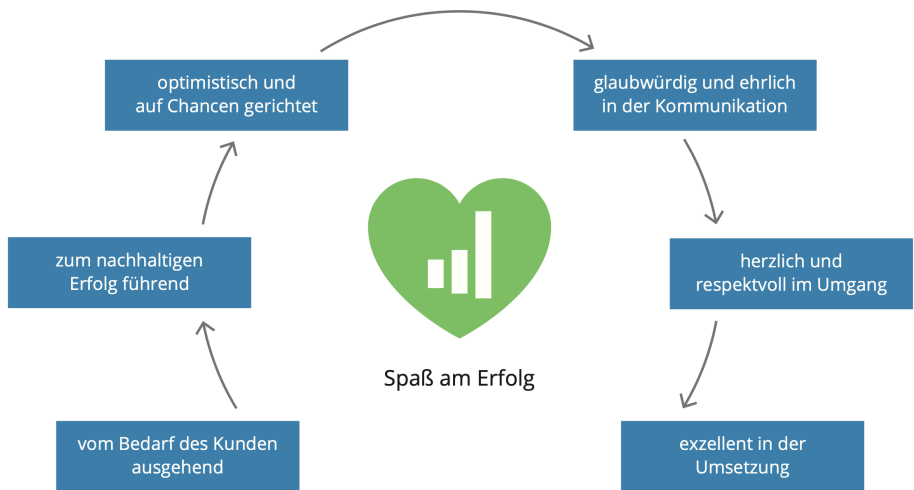 optimistisch und
auf Chancen gerichtet
glaubwürdig und ehrlich
in der Kommunikation
zum nachhaltigen
Erfolg führend
herzlich und
respektvoll im Umgang
Spaß am Erfolg
vom Bedarf des Kunden
ausgehend
exzellent in der
Umsetzung